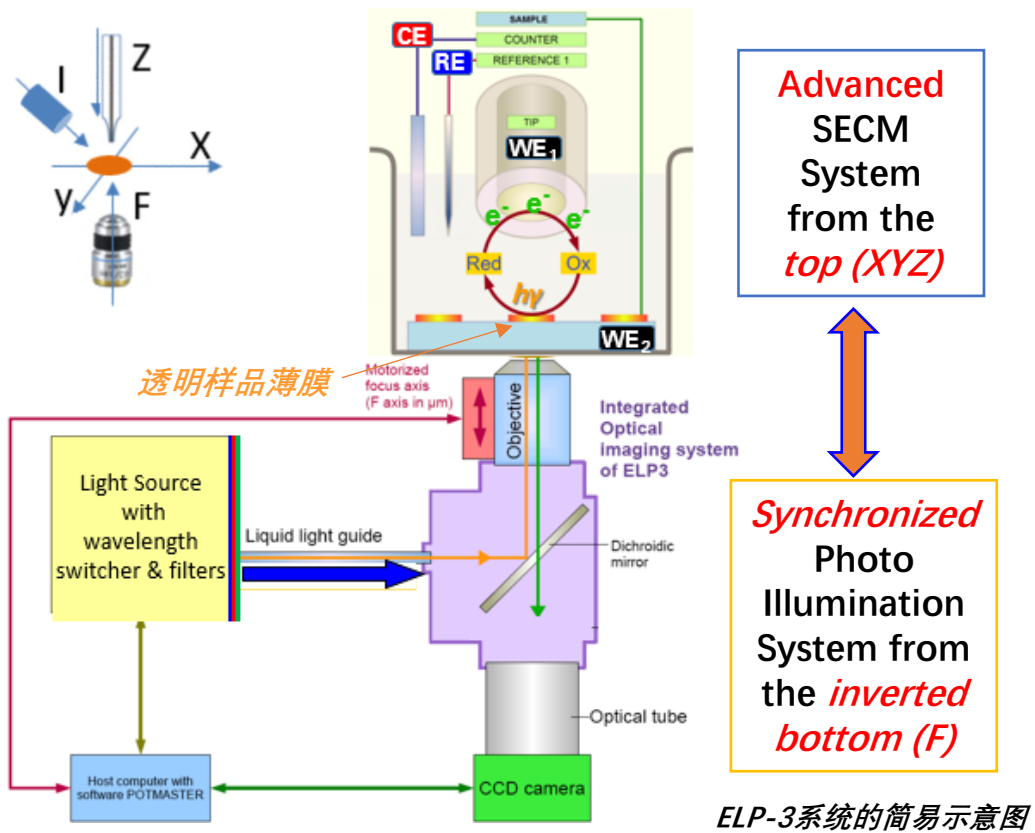 Z
I
X
y
F
SAMPLE
CE
COUNTER
RE
REFERENCE 1
TIP
WE1
e-
e-
e-
Red
Ox
hγ
WE2
透明样品薄膜
Motorized
focus axis
(F axis in µm)
Objective
Integrated
Optical
imaging system
of ELP3
Light Source
with
wavelength
switcher & filters
Liquid light guide
Dichroidic
mirror
Optical tube
Host computer with
software POTMASTER
CCD camera
Advanced
SECM
System
from the
top (XYZ)
Synchronized
Photo
Illumination
System from
the inverted
bottom (F)
ELP-3系统的简易示意图